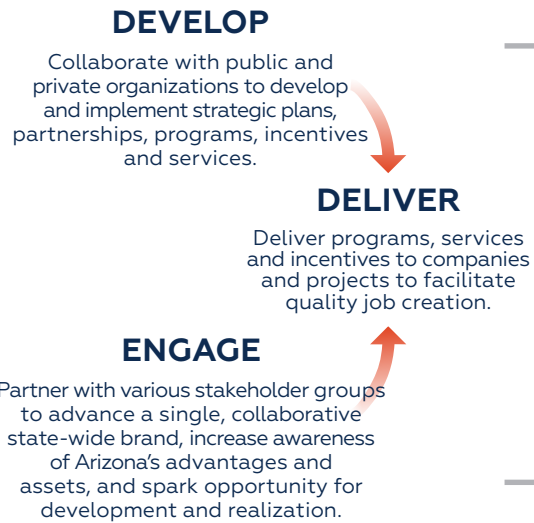 DEVELOP
Collaborate with public and
private organizations to develop
and implement strategic plans,
partnerships, programs, incentives
and services.
DELIVER
Deliver programs, services
and incentives to companies
and projects to facilitate
quality job creation.
ENGAGE
Partner with various stakeholder groups
to advance a single, collaborative
state-wide brand, increase awareness
of Arizona’s advantages and
assets, and spark opportunity for
development and realization.